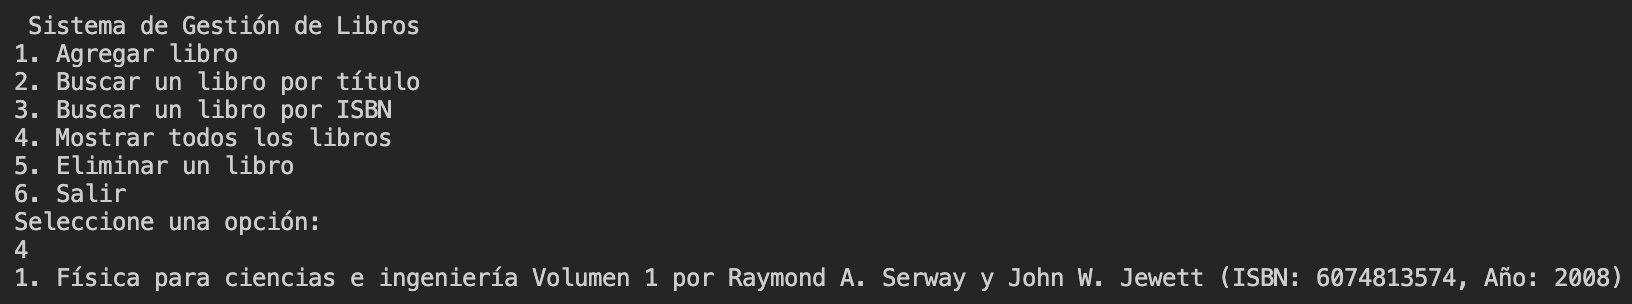 Sistema de Gestión de Libros
1. Agregar libro
2. Buscar un libro por título
3. Buscar un libro por ISBN
4. Mostrar todos los libros
5. Eliminar un libro
6. Salir
Seleccione una opción:
4
1. Física para ciencias e ingeniería Volumen 1 por Raymond A. Serway y John W. Jewett (ISBN: 6074813574, Año: 2008)